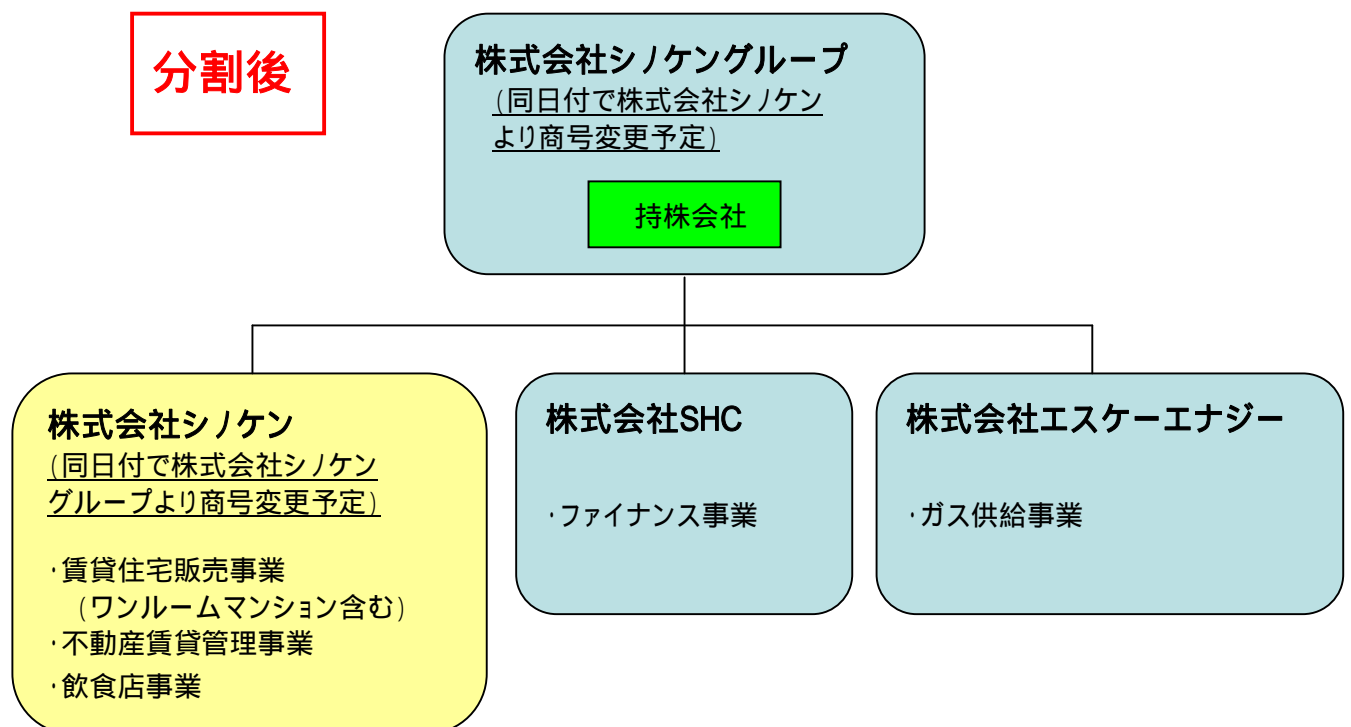 分割後
株式会社シノケングループ
(同日付で株式会社シノケン
より商号変更予定)
持株会社
株式会社シノケン
(同日付で株式会社シノケン
グループより商号変更予定)
・賃貸住宅販売事業
(ワンルームマンション含む)
・不動産賃貸管理事業
・飲食店事業
株式会社SHC
・ファイナンス事業
株式会社エスケーエナジー
・ガス供給事業